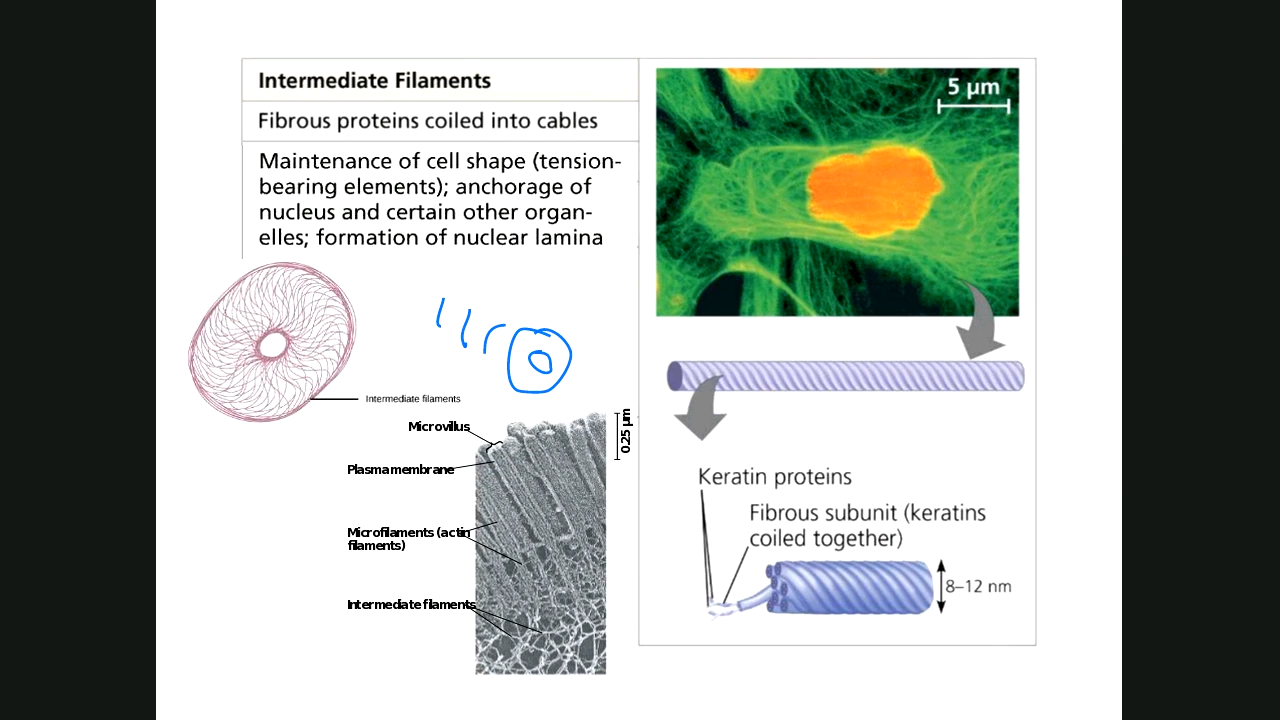 Intermediate Filaments
Fibrous proteins coiled into cables
Maintenance of cell shape (tension-
bearing elements); anchorage of
nucleus and certain other organ-
elles; formation of nuclear lamina
Intermediate filaments
Microvillus
Plasma membrane
Microfilaments (actin
filaments)
Intermediate filaments
0.25 µm
5 µm
Keratin proteins
Fibrous subunit (keratins
coiled together)
8–12 nm